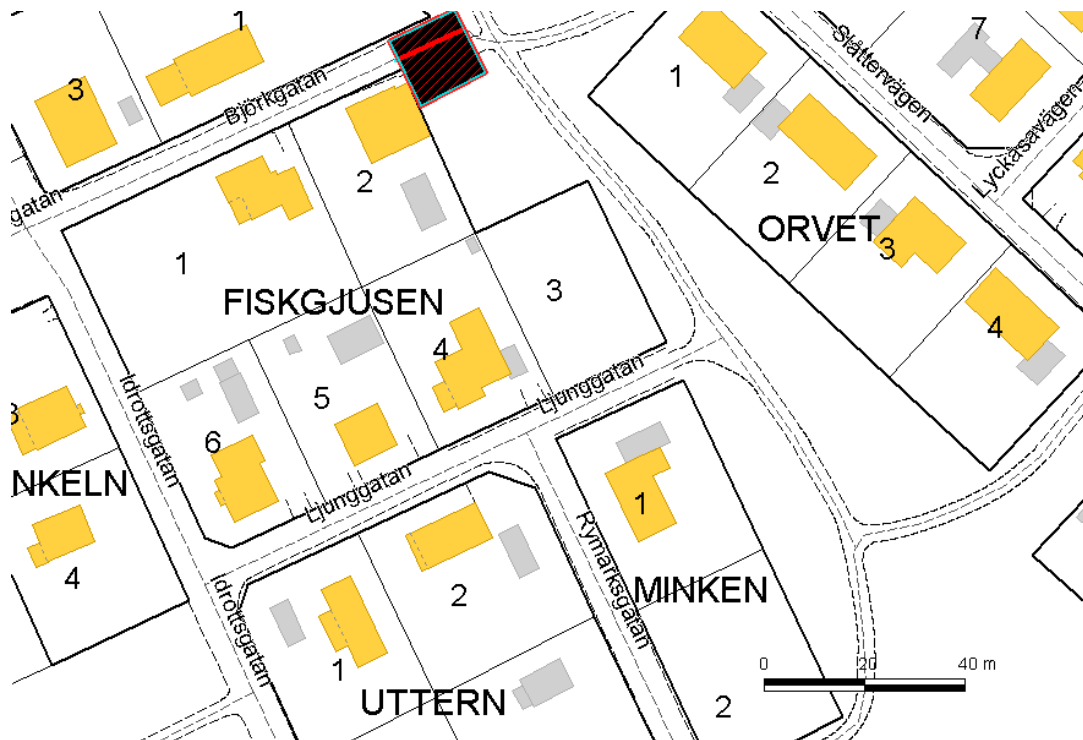 1
3
Björkgatan
2
gatan
1
FISKGJUSEN
3
4
5
6
Idrottsgatan
Ljunggatan
Ljunggatan
NKELN
4
Idrottsgatan
2
1
UTTERN
Rymarksgatan
1
MINKEN
2
1
2
ORVET
3
4
Slåttervägen
7
Lyckåsavägen
0 20 40 m